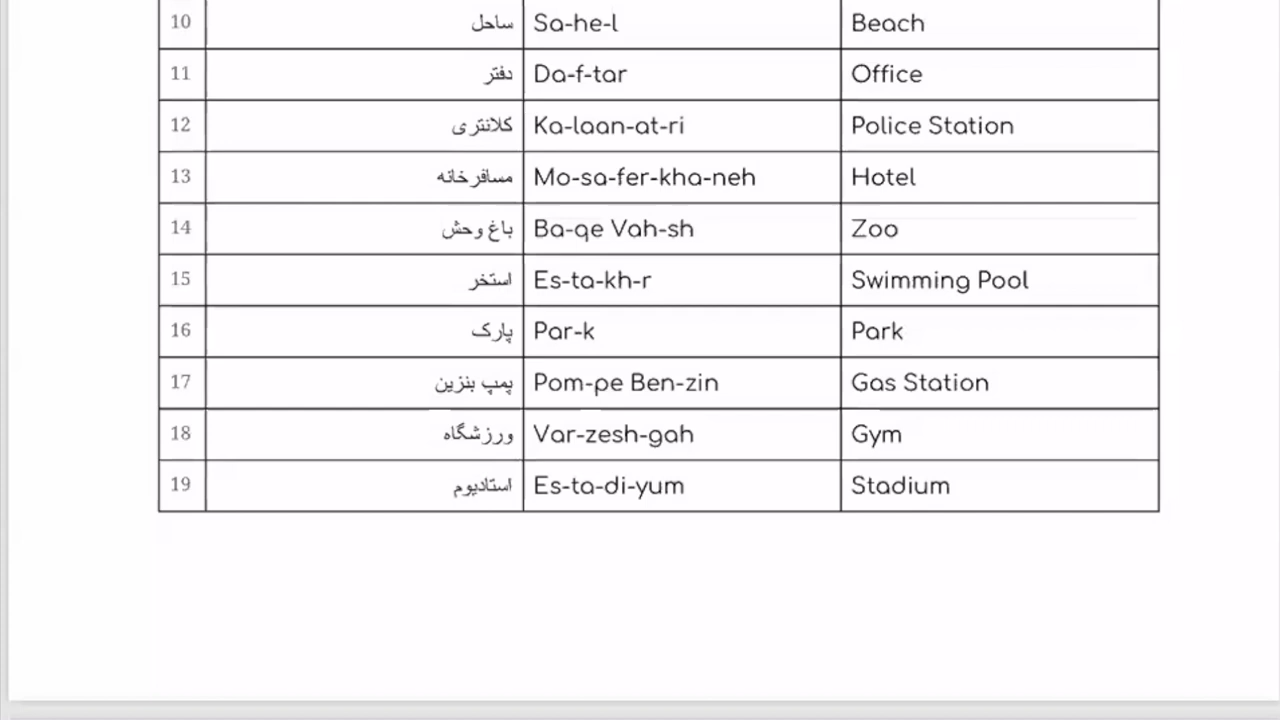 10 ساحل Sa-he-l Beach
11 دفتر Da-f-tar Office
12 کلانتری Ka-laan-at-ri Police Station
13 مسافرخانه Mo-sa-fer-kha-neh Hotel
14 باغ وحش Ba-qe Vah-sh Zoo
15 استخر Es-ta-kh-r Swimming Pool
16 پارک Par-k Park
17 پمپ بنزین Pom-pe Ben-zin Gas Station
18 ورزشگاه Var-zesh-gah Gym
19 استادیوم Es-ta-di-yum Stadium